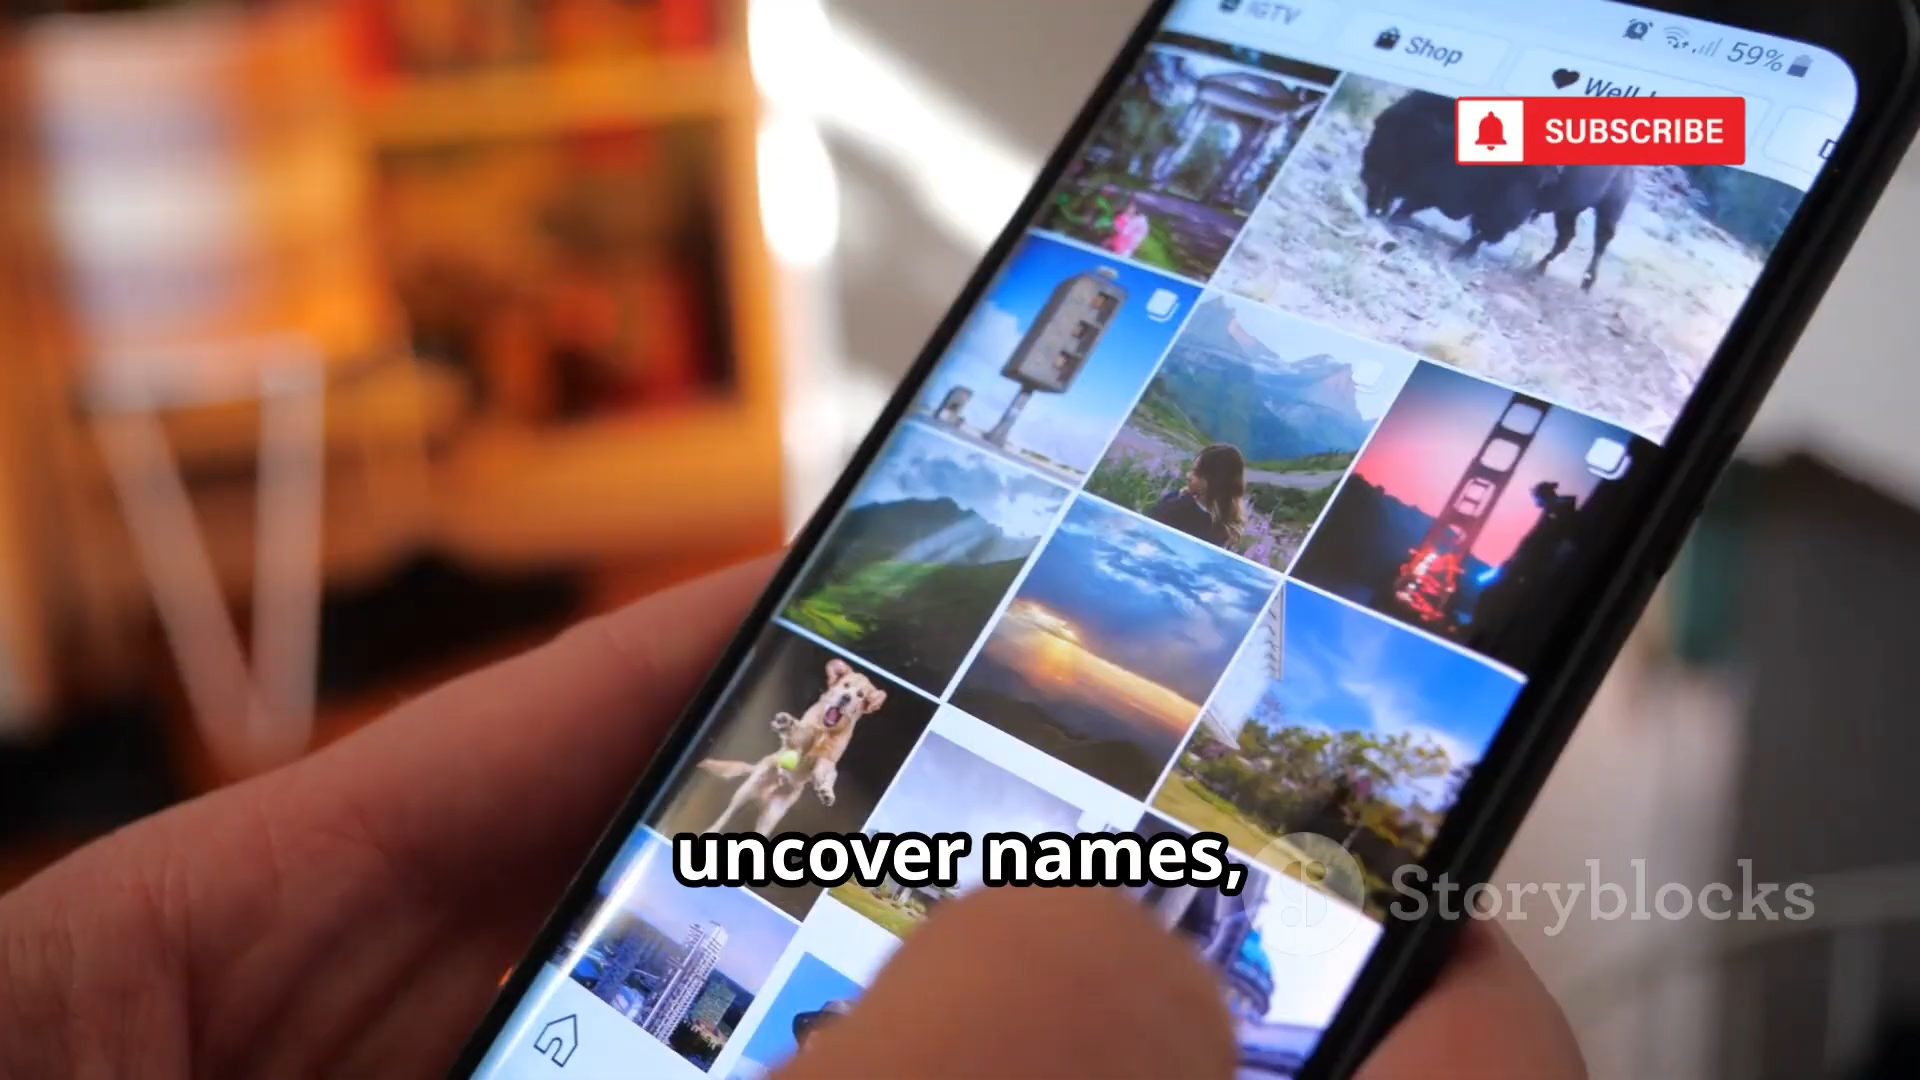 IGTV
Shop
59%
SUBSCRIBE
uncover names,
Storyblocks